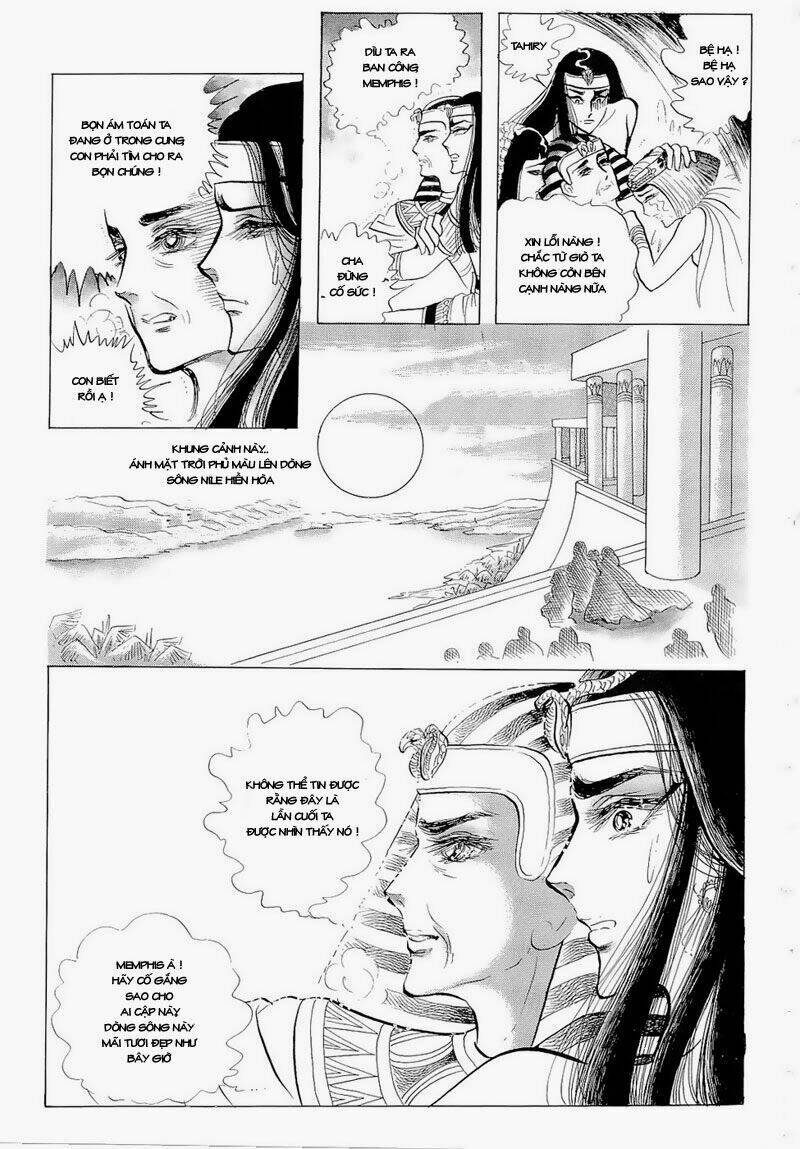 TAHIRY
BỆ HẠ !
BỆ HẠ
SAO VẬY ?
XIN LỖI NÀNG !
CHẮC TỪ GIỜ TA
KHÔNG CÒN BÊN
CẠNH NÀNG NỮA
DÌU TA RA
BAN CÔNG,
MEMPHIS !
CHA
ĐỪNG
CỐ SỨC !
BỌN ÁM TOÁN TA
ĐANG Ở TRONG CUNG,
CON PHẢI TÌM CHO RA
BỌN CHÚNG !
CON BIẾT
RỒI Ạ !
KHUNG CẢNH NÀY..
ÁNH MẶT TRỜI PHỦ MÀU LÊN DÒNG
SÔNG NILE HIỀN HÒA
KHÔNG THỂ TIN ĐƯỢC
RẰNG ĐÂY LÀ
LẦN CUỐI TA
ĐƯỢC NHÌN THẤY NÓ !
MEMPHIS À !
HÃY CỐ GẮNG
SAO CHO
AI CẬP NÀY,
DÒNG SÔNG NÀY
MÃI TƯƠI ĐẸP NHƯ
BÂY GIỜ